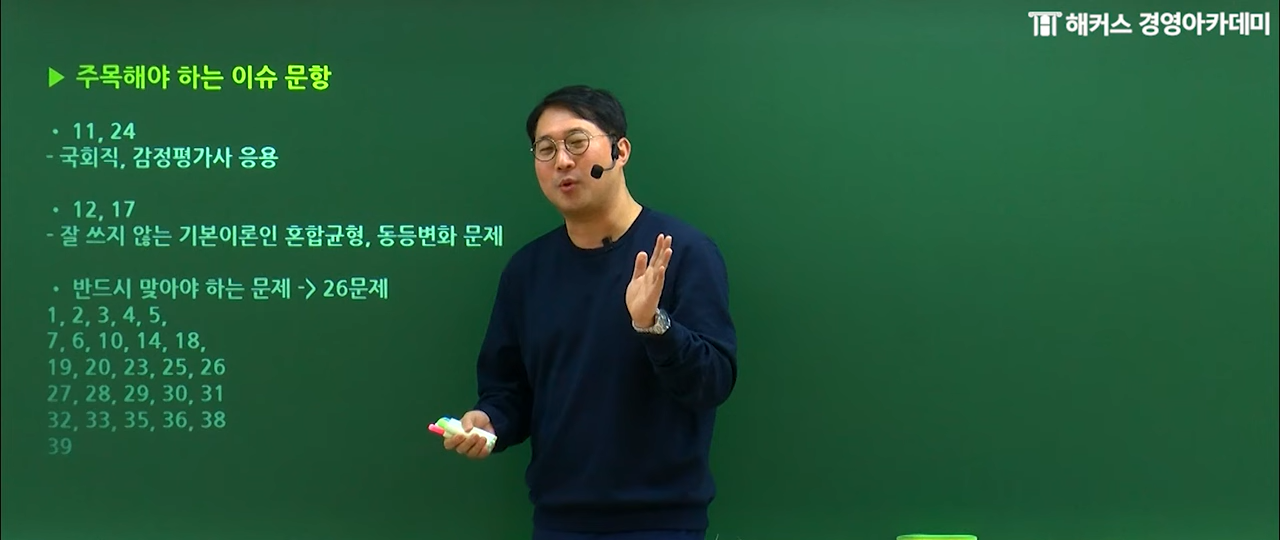 해커스 경영아카데미
▶ 주목해야 하는 이슈 문항
• 11, 24
- 국회직, 감정평가사 응용
• 12, 17
- 잘 쓰지 않는 기본이론인 혼합균형, 동등변화 문제
• 반드시 맞아야 하는 문제 -> 26문제
1, 2, 3, 4, 5,
7, 6, 10, 14, 18,
19, 20, 23, 25, 26
27, 28, 29, 30, 31
32, 33, 35, 36, 38
39